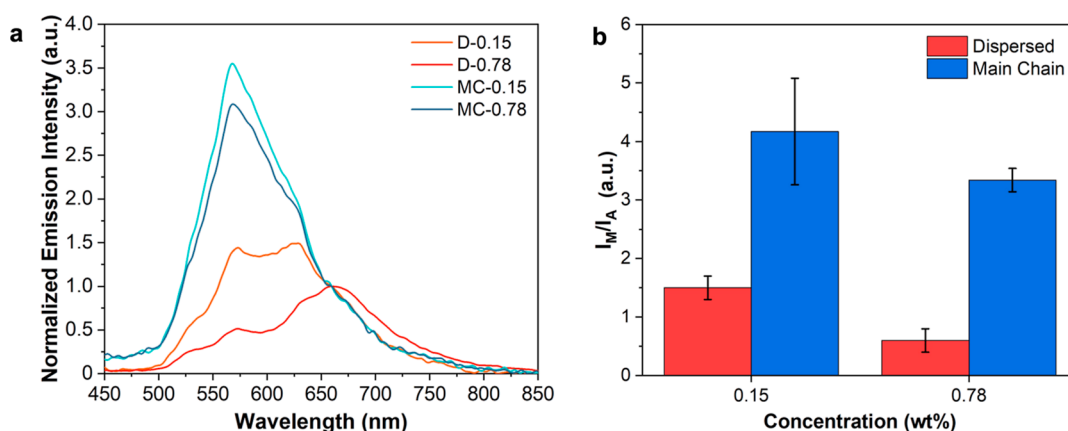 a
Normalized Emission Intensity (a.u.)
4.0
3.5
3.0
2.5
2.0
1.5
1.0
0.5
0
D-0.15
D-0.78
MC-0.15
MC-0.78
450 500 550 600 650 700 750 800 850
Wavelength (nm)
b
I_M/I_A (a.u.)
6
5
4
3
2
1
0
Dispersed
Main Chain
0.15 0.78
Concentration (wt%)